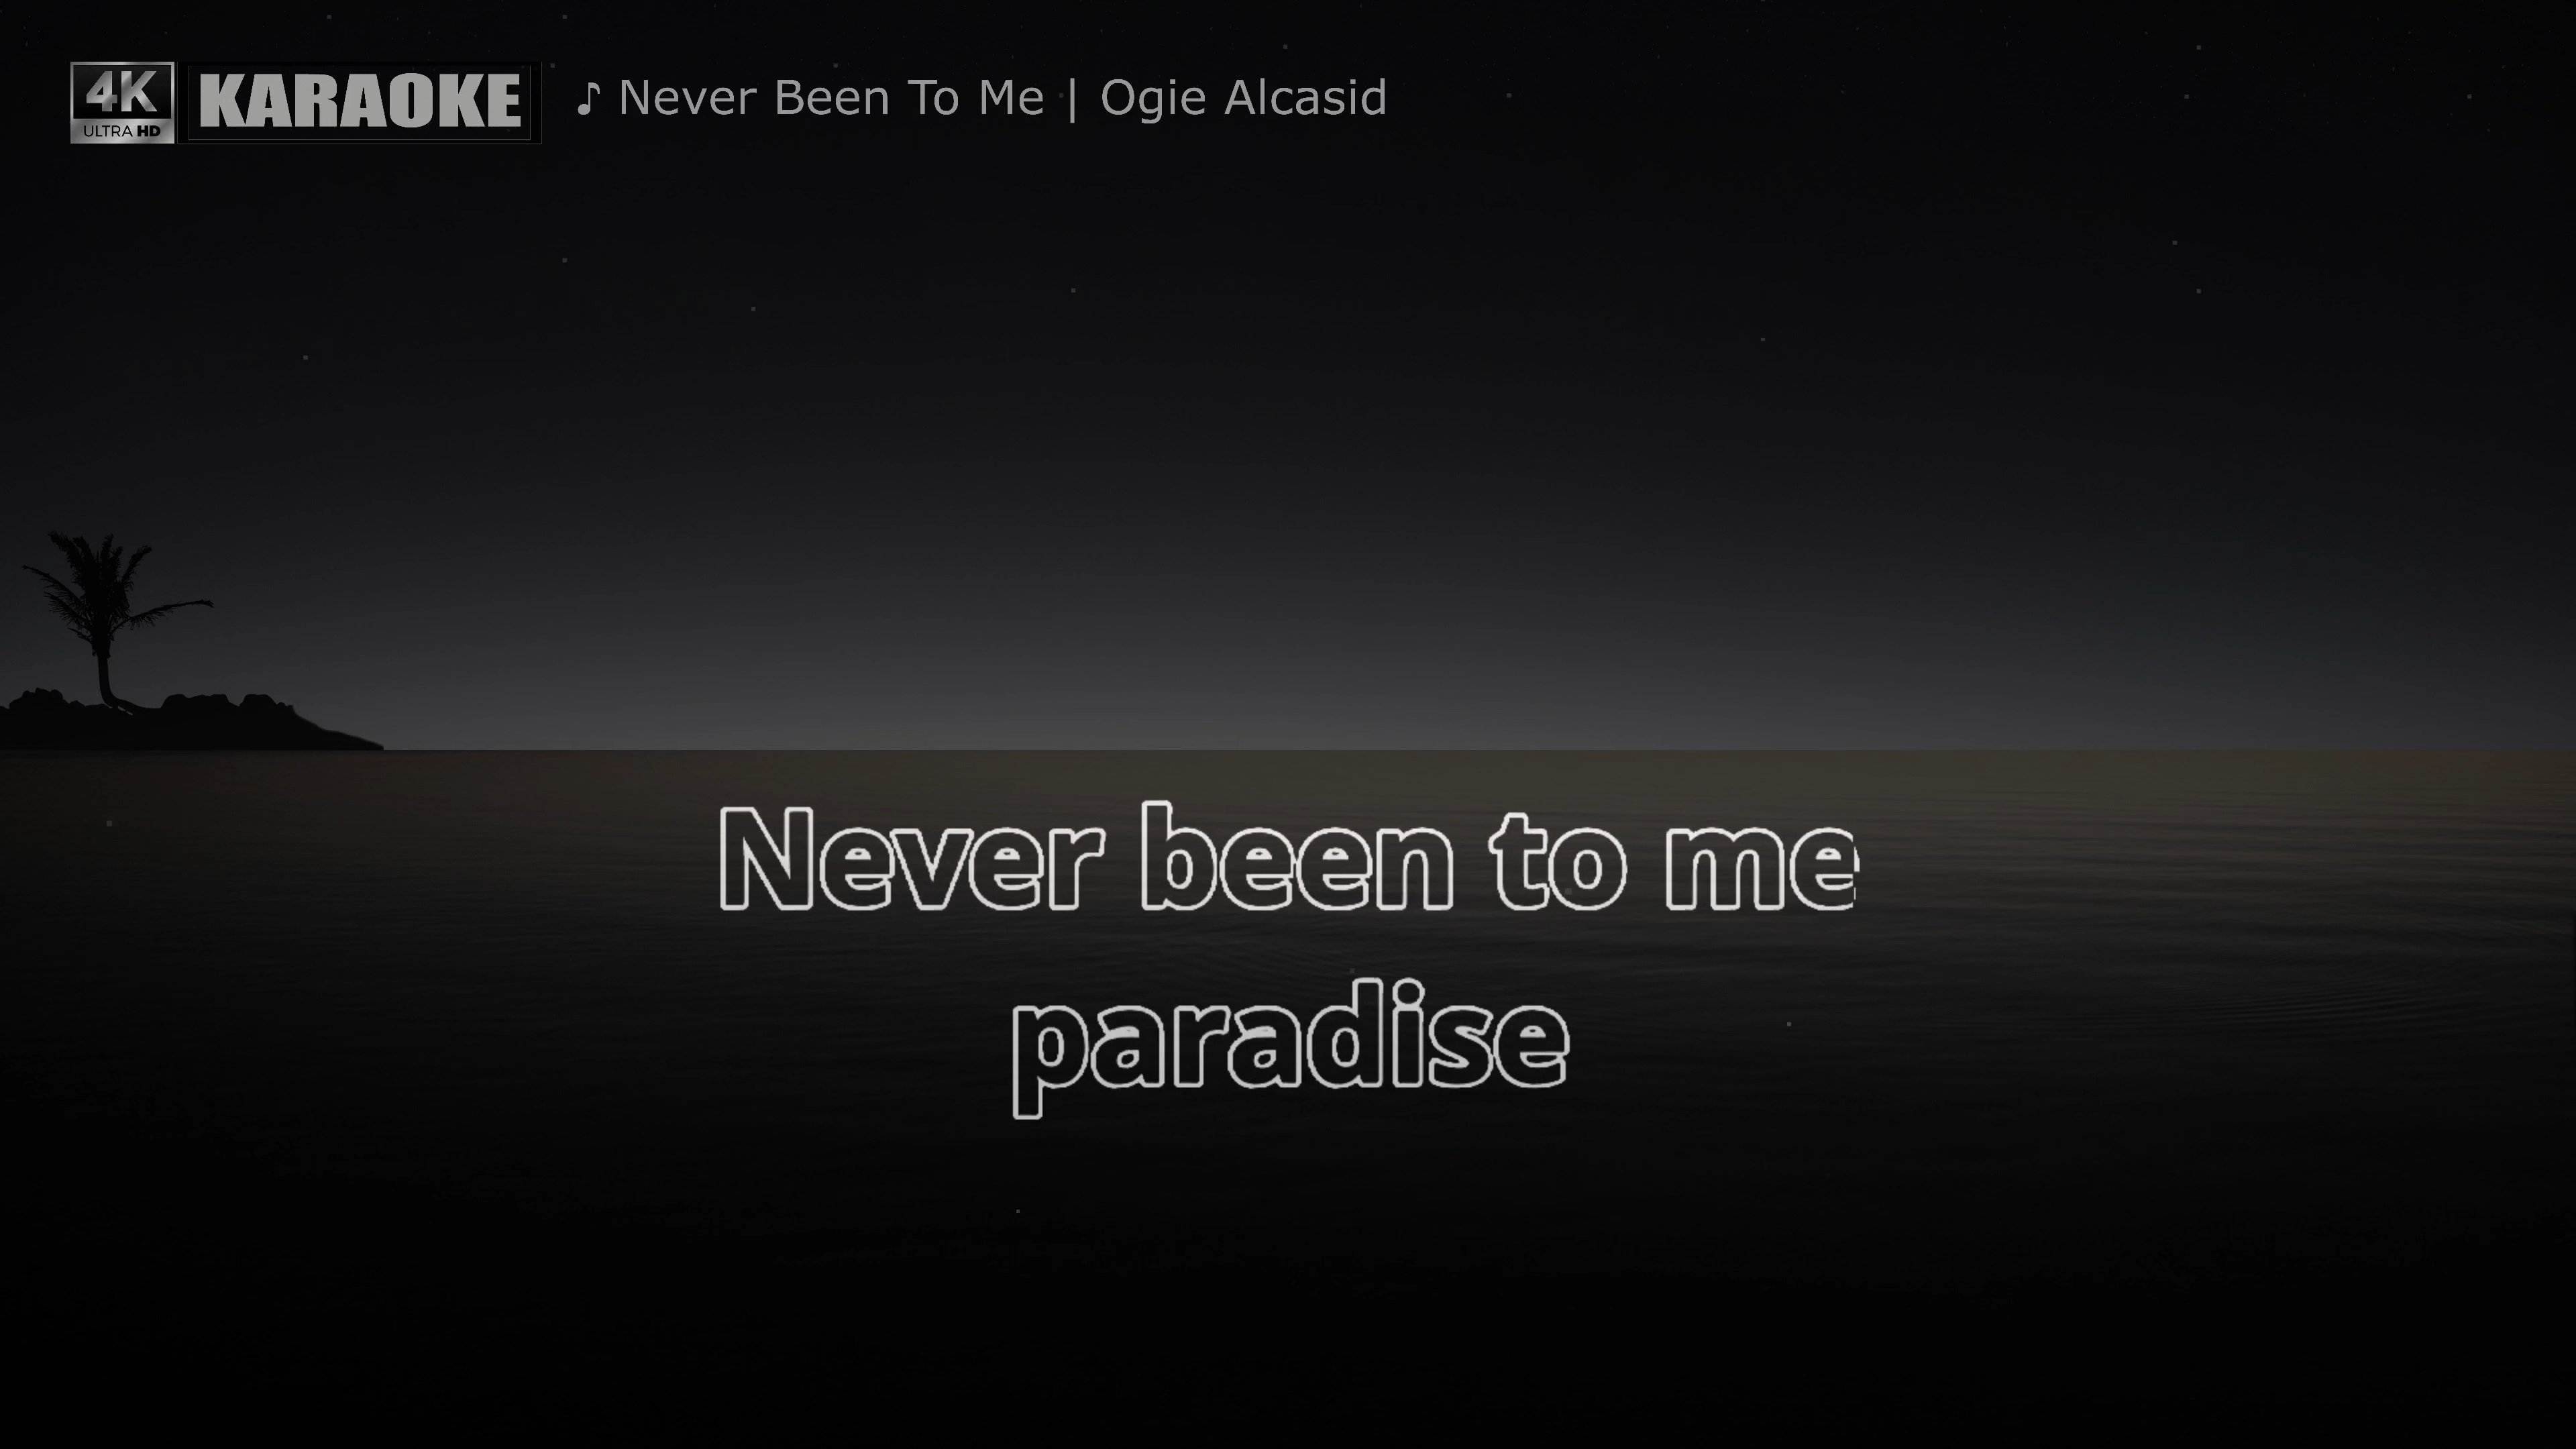 4K
ULTRA HD
KARAOKE
♪ Never Been To Me | Ogie Alcasid
Never been to me
paradise